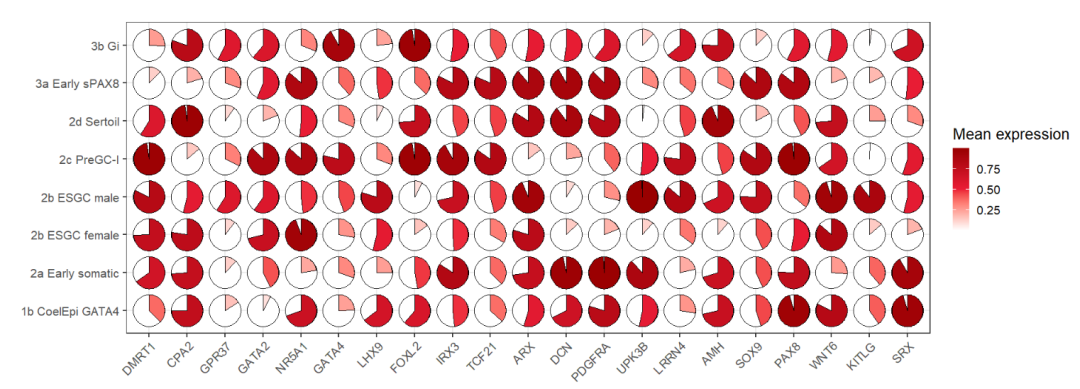 3b Gi
3a Early sPAX8
2d Sertoil
2c PreGC-I
2b ESGC male
2b ESGC female
2a Early somatic
1b CoelEpi GATA4
DMRT1 CPA2 GPR37 GATA2 NR5A1 GATA4 LHX9 FOXL2 IRX3 TCF21 ARX DCN PDGFRA UPK3B LRRN4 AMH SOX9 PAX8 WNT6 KITLG SRX
Mean expression
0.75
0.50
0.25